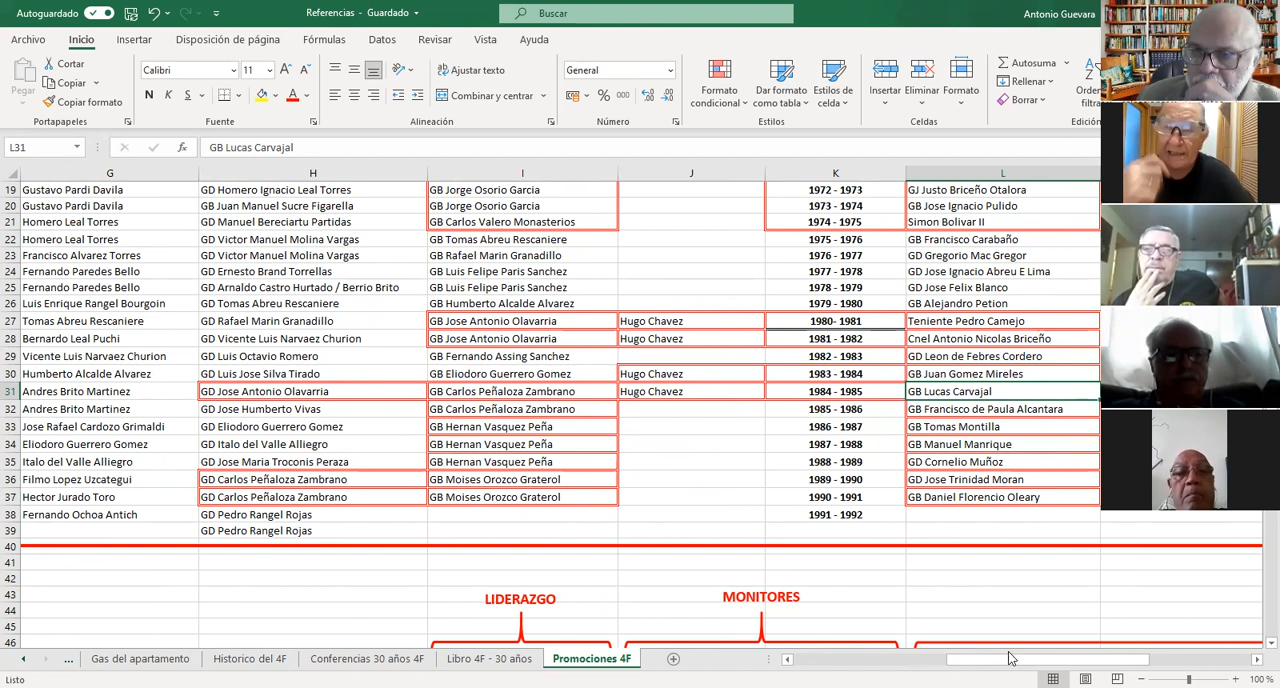 Autoguardado Referencias - Guardado Buscar Antonio Guevara
Archivo Inicio Insertar Disposición de página Fórmulas Datos Revisar Vista Ayuda
Pegar Cortar Copiar Copiar formato
Calibri 11 N K S
Ajustar texto Combinar y centrar
General % 000
Formato condicional Dar formato como tabla Estilos de celda
Insertar Eliminar Formato
Autosuma Rellenar Borrar
Portapapeles Fuente Alineación Número Estilos Celdas
L31 fx GB Lucas Carvajal
G H I J K L
19 Gustavo Pardi Davila GD Homero Ignacio Leal Torres GB Jorge Osorio Garcia 1972 - 1973 GJ Justo Briceño Otalora
20 Gustavo Pardi Davila GB Juan Manuel Sucre Figarella GB Jorge Osorio Garcia 1973 - 1974 GB Jose Ignacio Pulido
21 Homero Leal Torres GD Manuel Bereciartu Partidas GB Carlos Valero Monasterios 1974 - 1975 Simon Bolivar II
22 Homero Leal Torres GD Victor Manuel Molina Vargas GB Tomas Abreu Rescaniere 1975 - 1976 GB Francisco Carabaño
23 Francisco Alvarez Torres GD Victor Manuel Molina Vargas GB Rafael Marin Granadillo 1976 - 1977 GD Gregorio Mac Gregor
24 Fernando Paredes Bello GD Ernesto Brand Torrellas GB Luis Felipe Paris Sanchez 1977 - 1978 GD Jose Ignacio Abreu E Lima
25 Fernando Paredes Bello GD Arnaldo Castro Hurtado / Berrio Brito GB Luis Felipe Paris Sanchez 1978 - 1979 GD Jose Felix Blanco
26 Luis Enrique Rangel Bourgoin GD Tomas Abreu Rescaniere GB Humberto Alcalde Alvarez 1979 - 1980 GB Alejandro Petion
27 Tomas Abreu Rescaniere GD Rafael Marin Granadillo GB Jose Antonio Olavarria Hugo Chavez 1980- 1981 Teniente Pedro Camejo
28 Bernardo Leal Puchi GD Vicente Luis Narvaez Churion GB Jose Antonio Olavarria Hugo Chavez 1981 - 1982 Cnel Antonio Nicolas Briceño
29 Vicente Luis Narvaez Churion GD Luis Octavio Romero GB Fernando Assing Sanchez 1982 - 1983 GD Leon de Febres Cordero
30 Humberto Alcalde Alvarez GD Luis Jose Silva Tirado GB Eliodoro Guerrero Gomez Hugo Chavez 1983 - 1984 GB Juan Gomez Mireles
31 Andres Brito Martinez GD Jose Antonio Olavarria GB Carlos Peñaloza Zambrano Hugo Chavez 1984 - 1985 GB Lucas Carvajal
32 Andres Brito Martinez GD Jose Humberto Vivas GB Carlos Peñaloza Zambrano 1985 - 1986 GB Francisco de Paula Alcantara
33 Jose Rafael Cardozo Grimaldi GD Eliodoro Guerrero Gomez GB Hernan Vasquez Peña 1986 - 1987 GB Tomas Montilla
34 Eliodoro Guerrero Gomez GD Italo del Valle Alliegro GB Hernan Vasquez Peña 1987 - 1988 GB Manuel Manrique
35 Italo del Valle Alliegro GD Jose Maria Troconis Peraza GB Hernan Vasquez Peña 1988 - 1989 GD Cornelio Muñoz
36 Filmo Lopez Uzcategui GD Carlos Peñaloza Zambrano GB Moises Orozco Graterol 1989 - 1990 GD Jose Trinidad Moran
37 Hector Jurado Toro GD Carlos Peñaloza Zambrano GB Moises Orozco Graterol 1990 - 1991 GB Daniel Florencio Oleary
38 Fernando Ochoa Antich GD Pedro Rangel Rojas 1991 - 1992
39 GD Pedro Rangel Rojas
40
41
42
43 LIDERAZGO MONITORES
44
45
46
... Gas del apartamento Historico del 4F Conferencias 30 años 4F Libro 4F - 30 años Promociones 4F
Listo 100 %